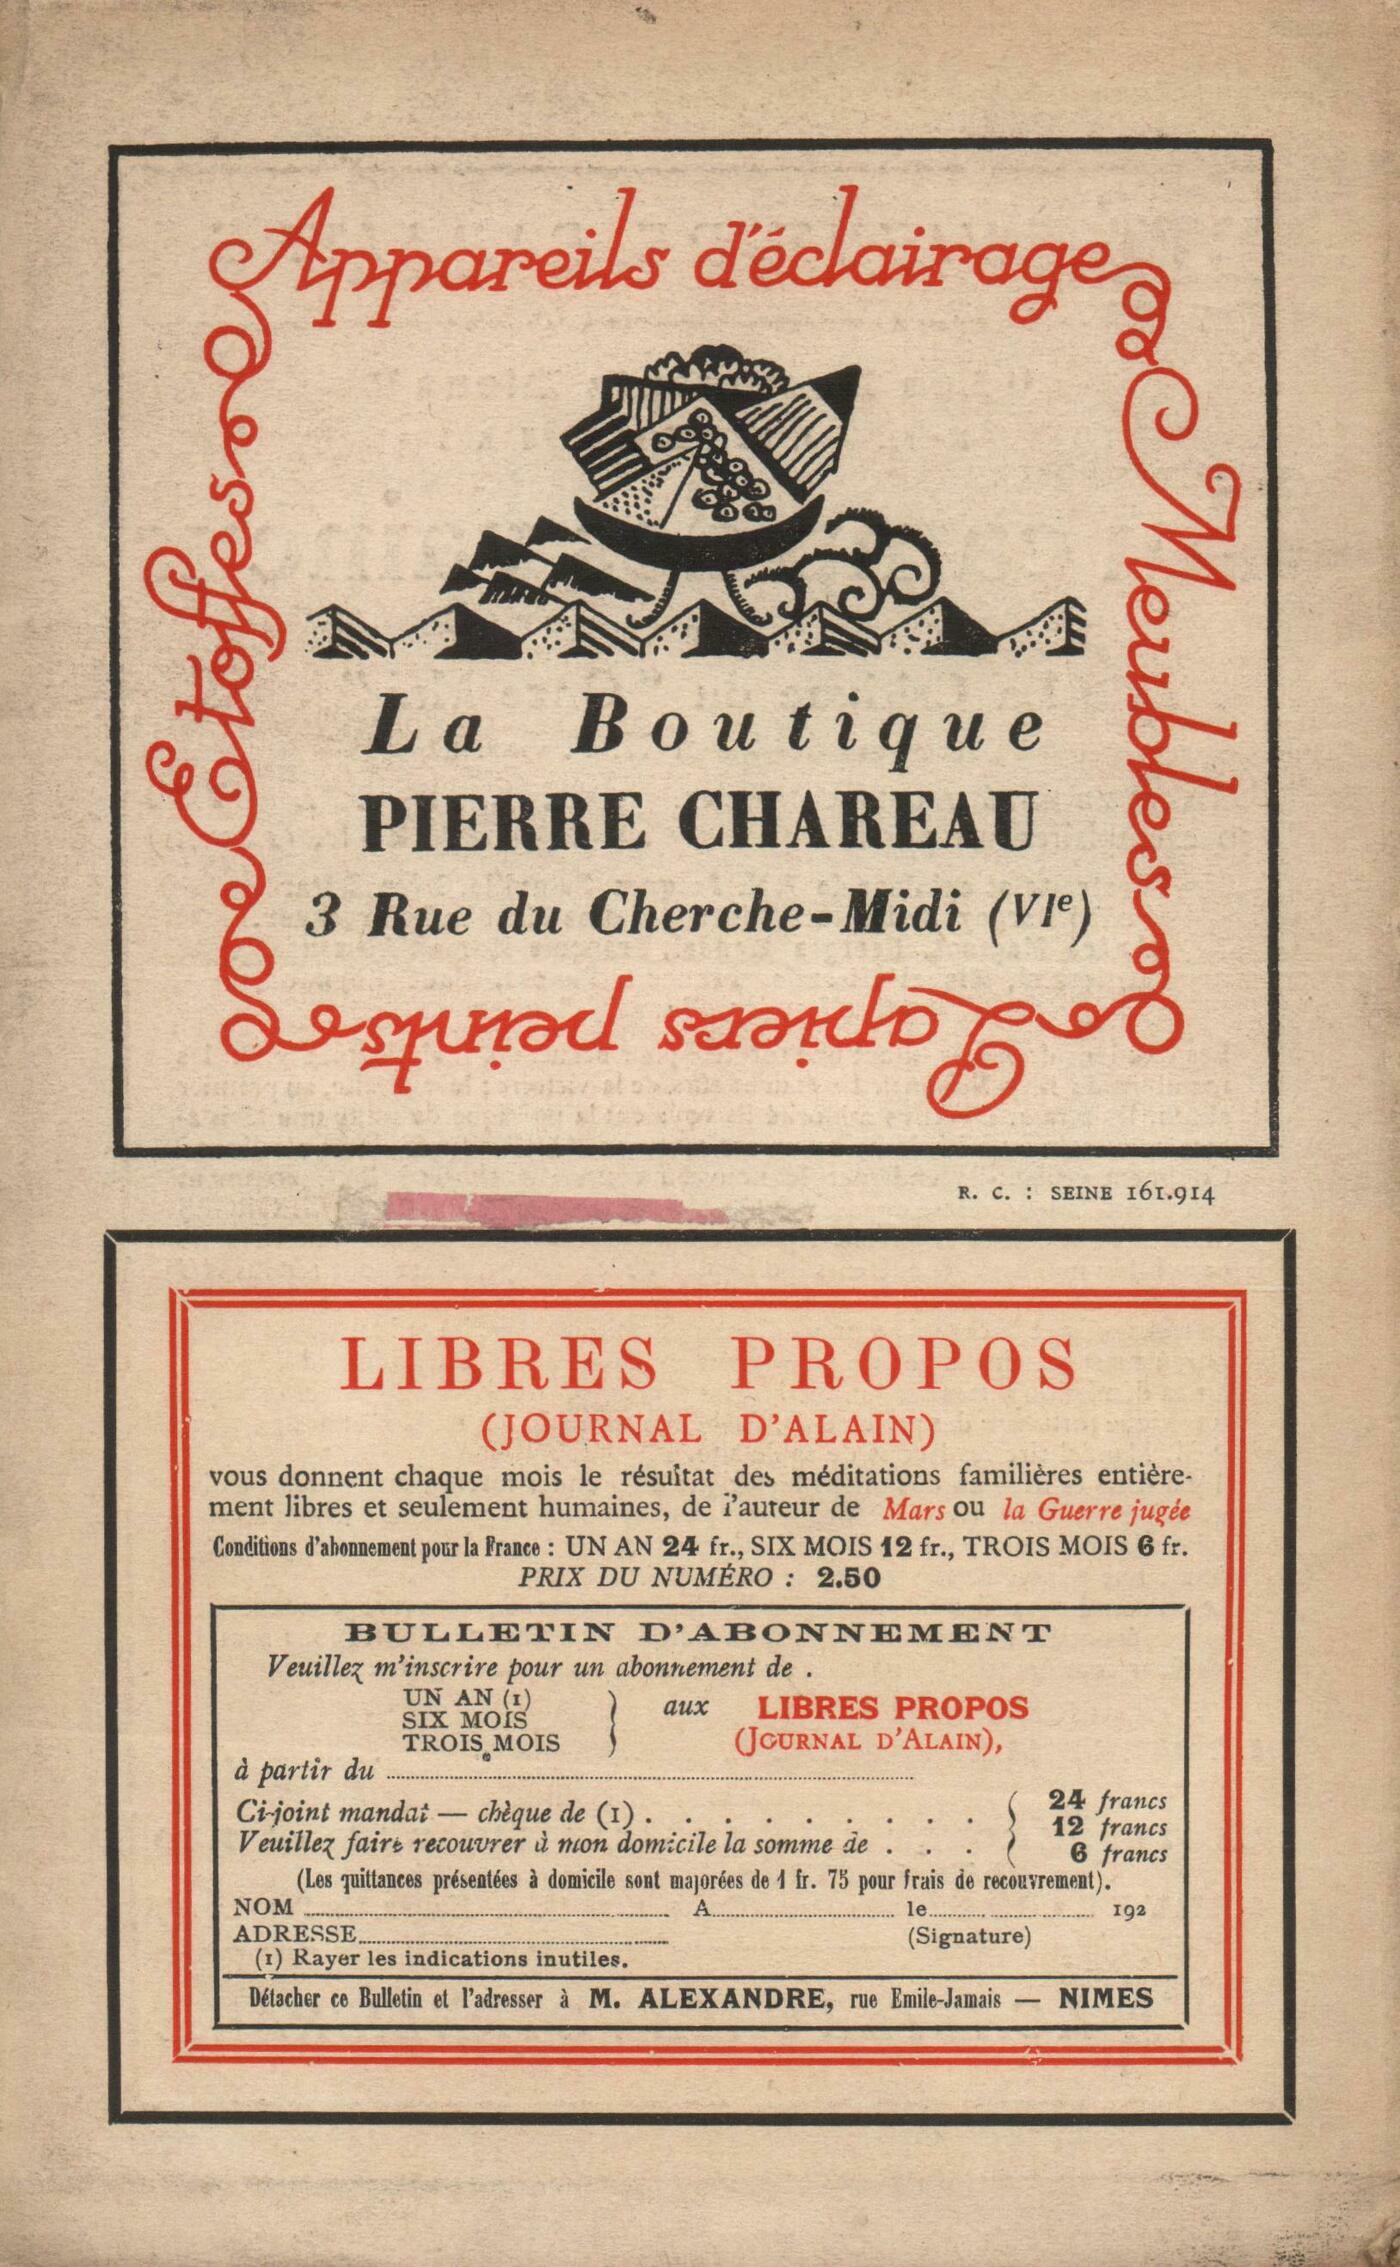 Appareils d'éclairage
Meubles
Papiers peints
Etoffes
La Boutique
PIERRE CHAREAU
3 Rue du Cherche-Midi (VIe)
R. C. : SEINE 161.914
LIBRES PROPOS
(JOURNAL D'ALAIN)
vous donnent chaque mois le résultat des méditations familières entière-
ment libres et seulement humaines, de l'auteur de Mars ou la Guerre jugée
Conditions d'abonnement pour la France : UN AN 24 fr., SIX MOIS 12 fr., TROIS MOIS 6 fr.
PRIX DU NUMÉRO : 2.50
BULLETIN D'ABONNEMENT
Veuillez m'inscrire pour un abonnement de .
UN AN (1)
SIX MOIS
TROIS MOIS
aux LIBRES PROPOS
(JOURNAL D'ALAIN),
à partir du
Ci-joint mandat — chèque de (1) . . . . . . . . . .
Veuillez faire recouvrer à mon domicile la somme de . . .
24 francs
12 francs
6 francs
(Les quittances présentées à domicile sont majorées de 1 fr. 75 pour frais de recouvrement).
NOM A le 192
ADRESSE (Signature)
(1) Rayer les indications inutiles.
Détacher ce Bulletin et l'adresser à M. ALEXANDRE, rue Emile-Jamais — NIMES